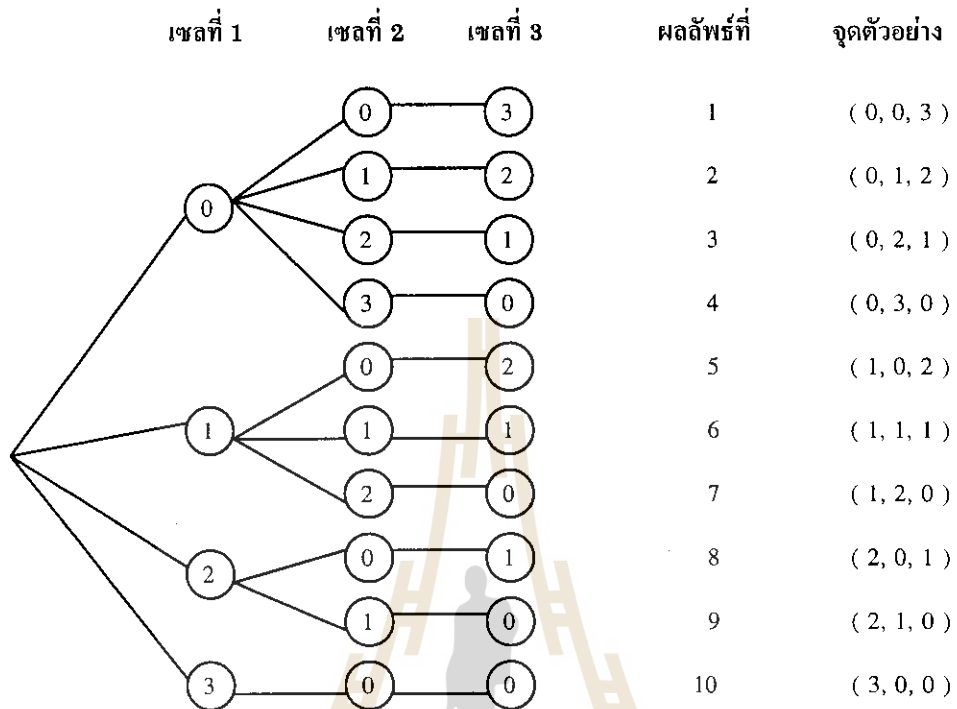 เซลที่ 1 เซลที่ 2 เซลที่ 3 ผลลัพธ์ที่ จุดตัวอย่าง
0 3 1 ( 0, 0, 3 )
1 2 2 ( 0, 1, 2 )
0
2 1 3 ( 0, 2, 1 )
3 0 4 ( 0, 3, 0 )
0 2 5 ( 1, 0, 2 )
1 1 1 6 ( 1, 1, 1 )
2 0 7 ( 1, 2, 0 )
0 1 8 ( 2, 0, 1 )
2
1 0 9 ( 2, 1, 0 )
3 0 0 10 ( 3, 0, 0 )